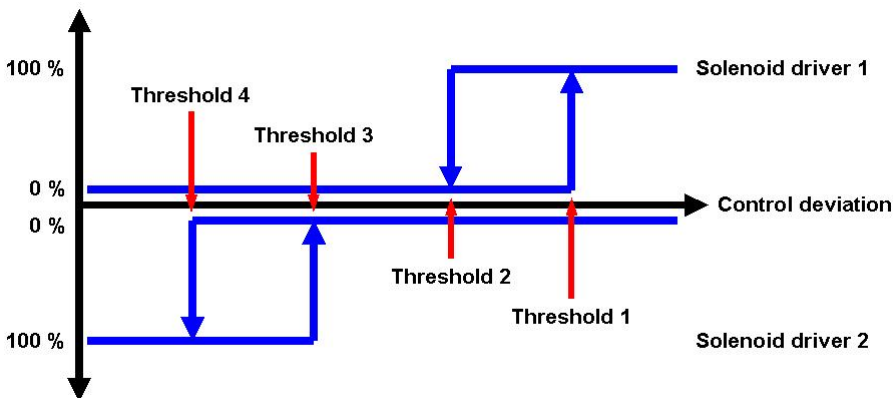 100 %
Solenoid driver 1
Threshold 4
Threshold 3
0 %
Control deviation
0 %
Threshold 2
Threshold 1
100 %
Solenoid driver 2